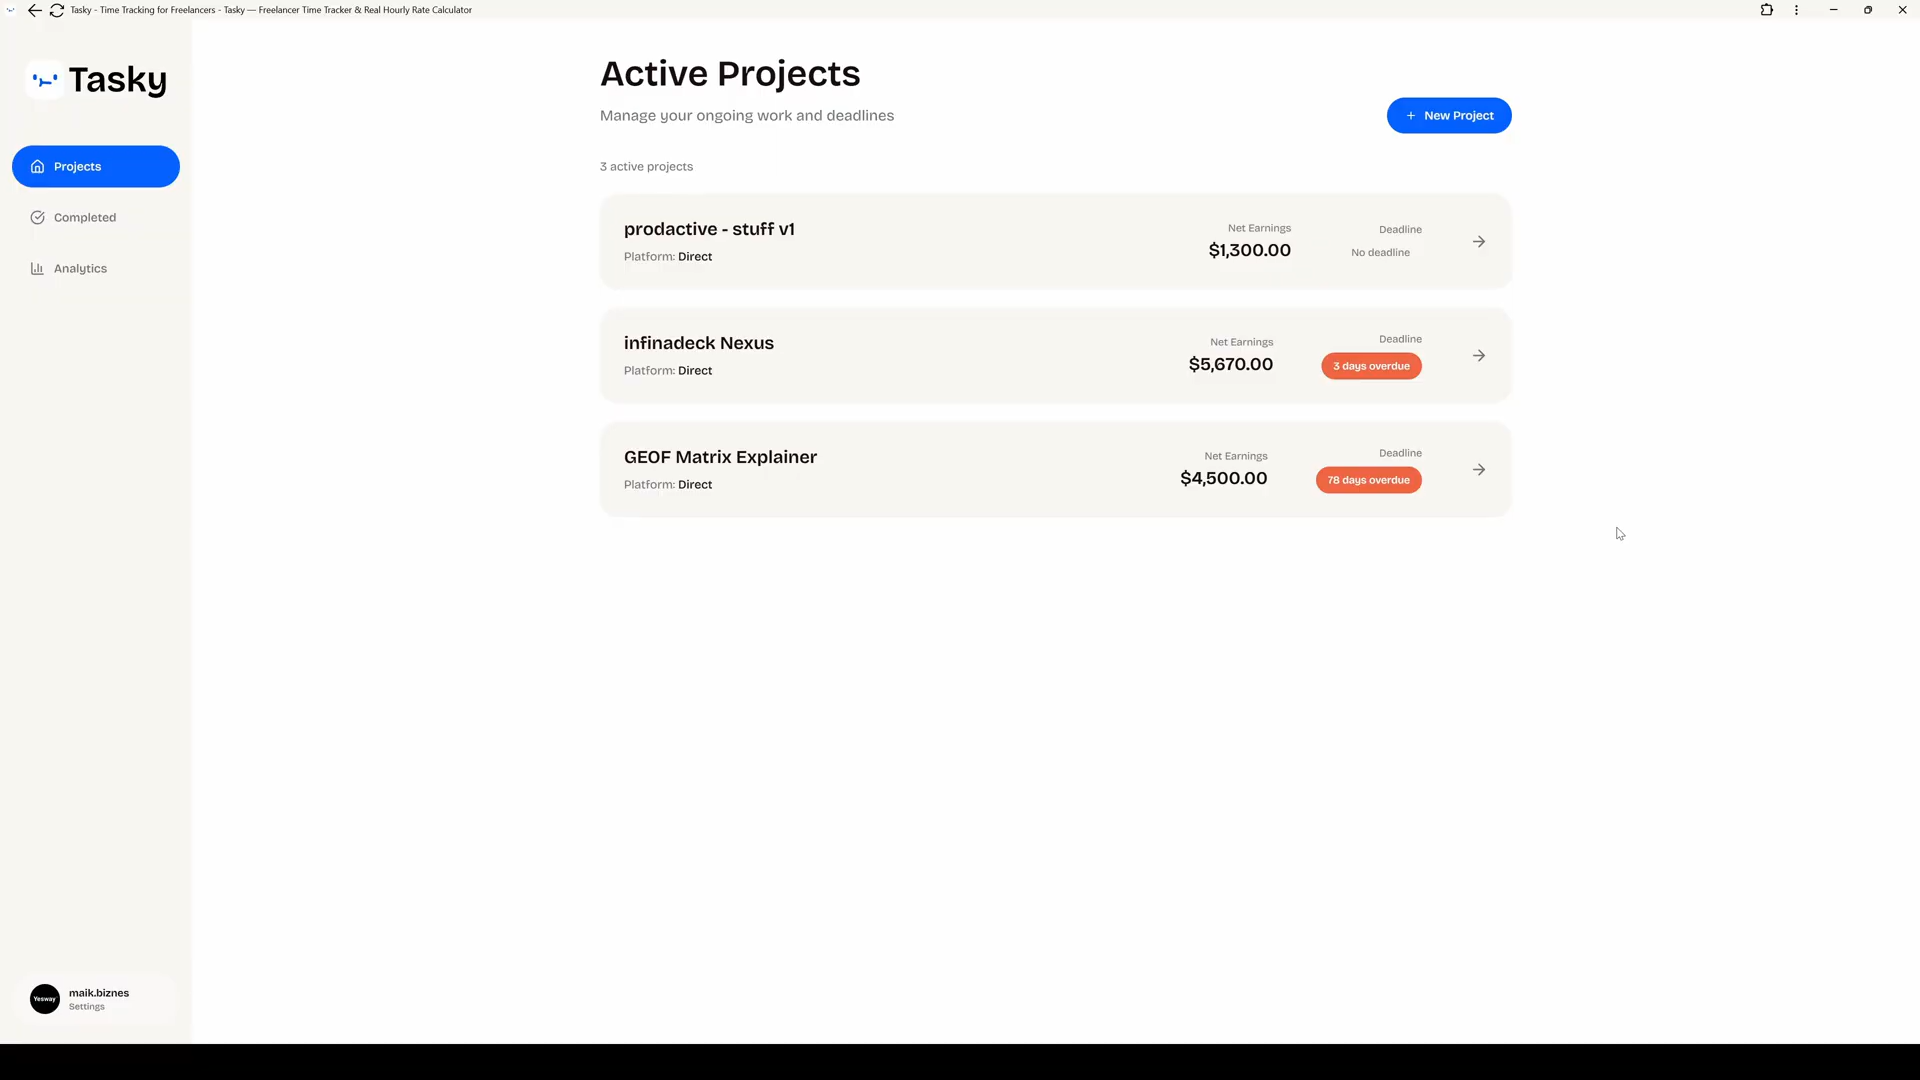 Tasky - Time Tracking for Freelancers - Tasky — Freelancer Time Tracker & Real Hourly Rate Calculator
Tasky
Projects
Completed
Analytics
Active Projects
Manage your ongoing work and deadlines
+ New Project
3 active projects
prodactive - stuff v1
Platform: Direct
Net Earnings
$1,300.00
Deadline
No deadline
infinadeck Nexus
Platform: Direct
Net Earnings
$5,670.00
Deadline
3 days overdue
GEOF Matrix Explainer
Platform: Direct
Net Earnings
$4,500.00
Deadline
78 days overdue
Yesway
maik.biznes
Settings